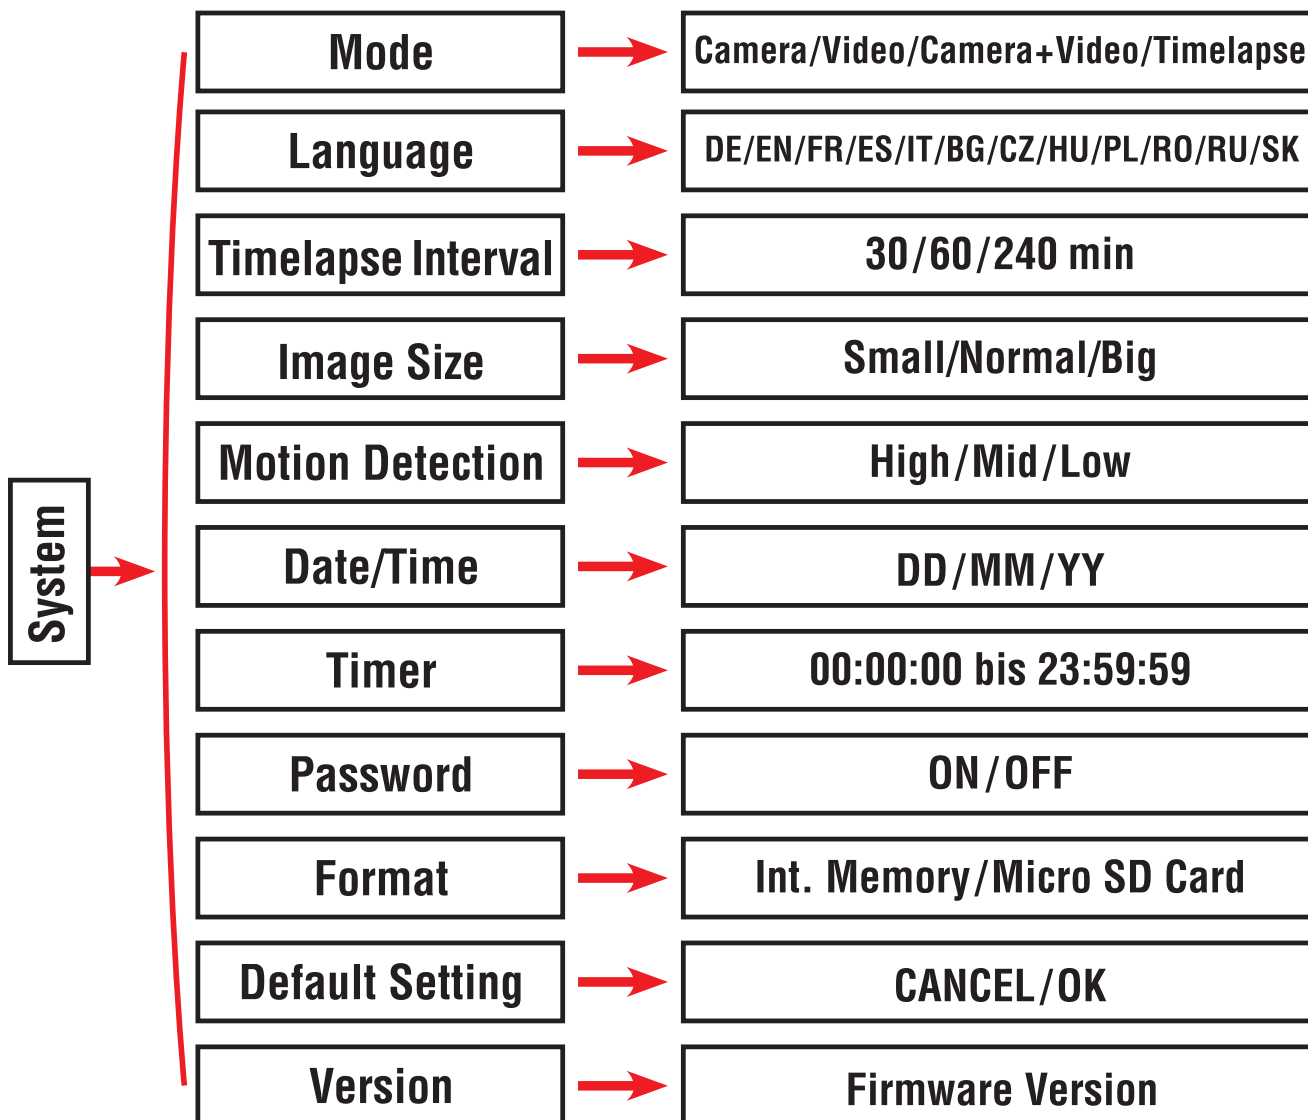 System
Mode
Camera/Video/Camera+Video/Timelapse
Language
DE/EN/FR/ES/IT/BG/CZ/HU/PL/RO/RU/SK
Timelapse Interval
30/60/240 min
Image Size
Small/Normal/Big
Motion Detection
High/Mid/Low
Date/Time
DD/MM/YY
Timer
00:00:00 bis 23:59:59
Password
ON/OFF
Format
Int. Memory/Micro SD Card
Default Setting
CANCEL/OK
Version
Firmware Version